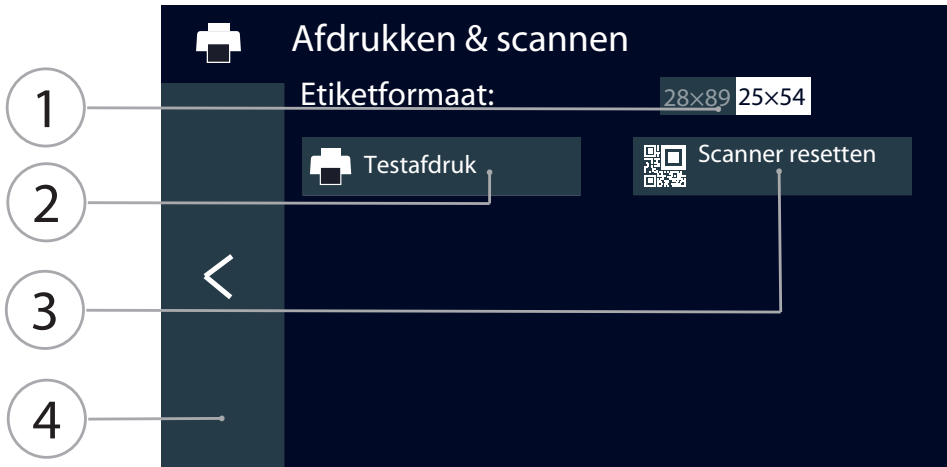 Afdrukken & scannen
1
Etiketformaat:
28×89 25×54
2
Testafdruk
Scanner resetten
3
4